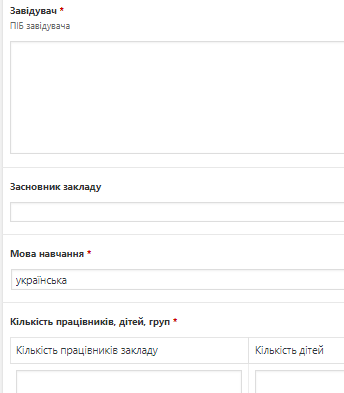 Завідувач *
ПІБ завідувача
Засновник закладу
Мова навчання *
українська
Кількість працівників, дітей, груп *
Кількість працівників закладу
Кількість дітей